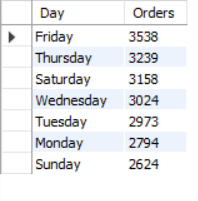 Day Orders
Friday 3538
Thursday 3239
Saturday 3158
Wednesday 3024
Tuesday 2973
Monday 2794
Sunday 2624